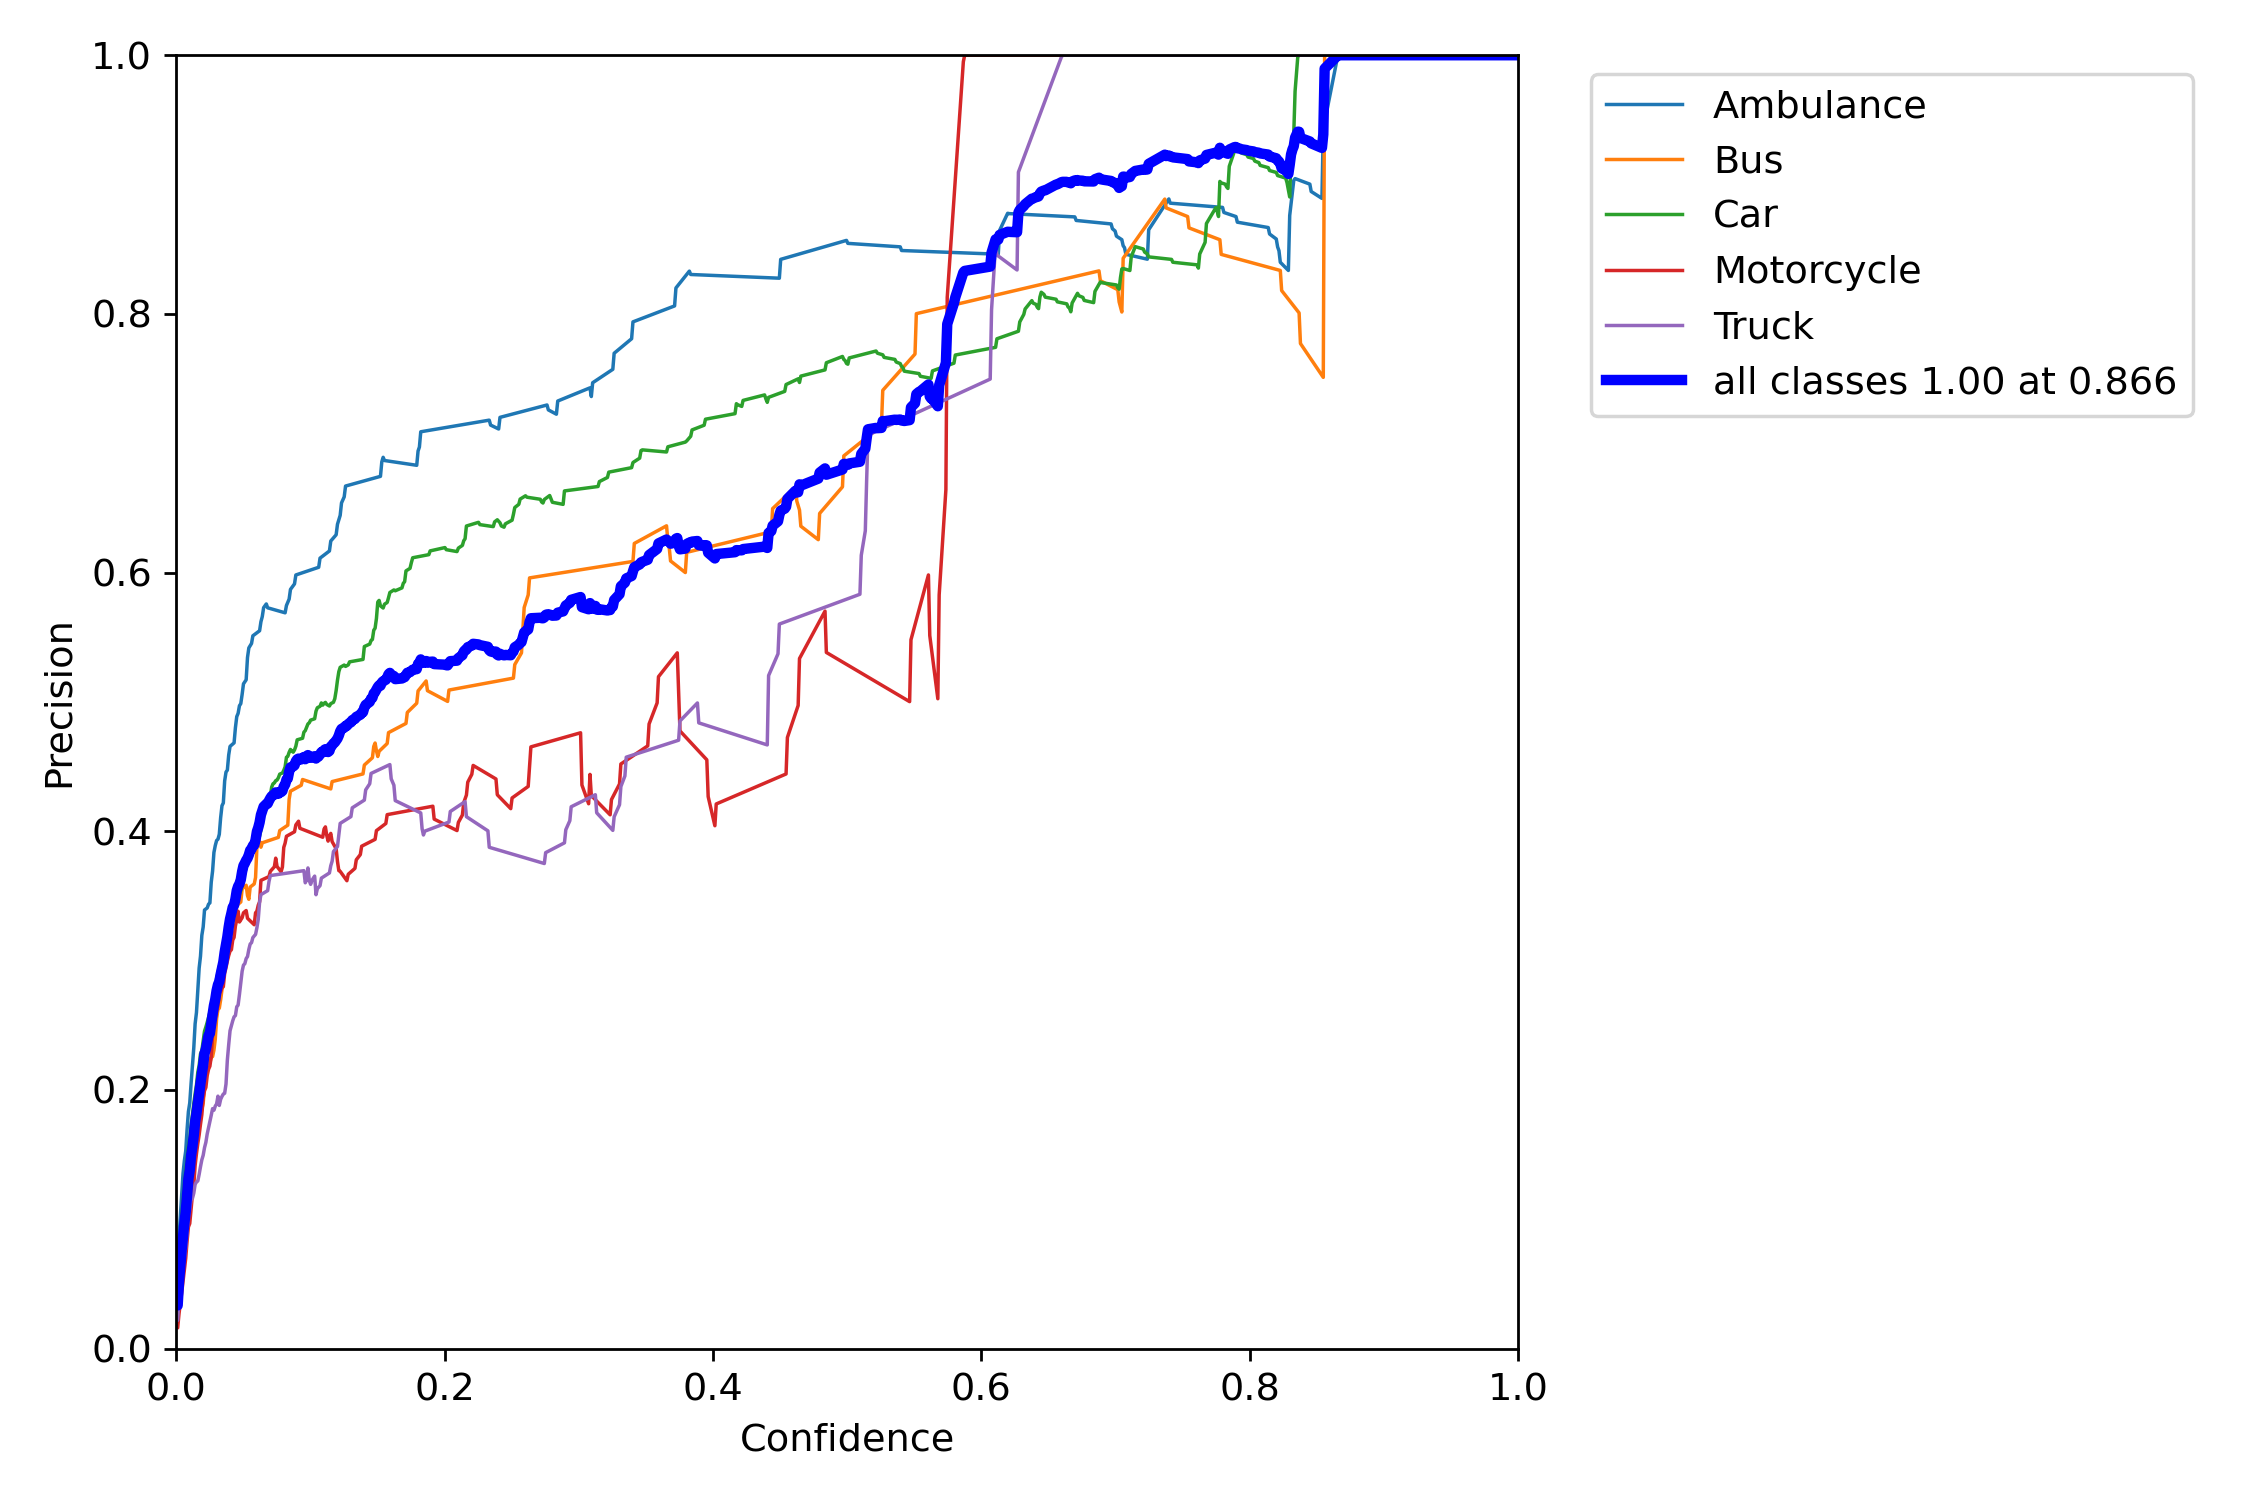 1.0
0.8
0.6
0.4
0.2
0.0
Precision
0.0 0.2 0.4 0.6 0.8 1.0
Confidence
Ambulance
Bus
Car
Motorcycle
Truck
all classes 1.00 at 0.866